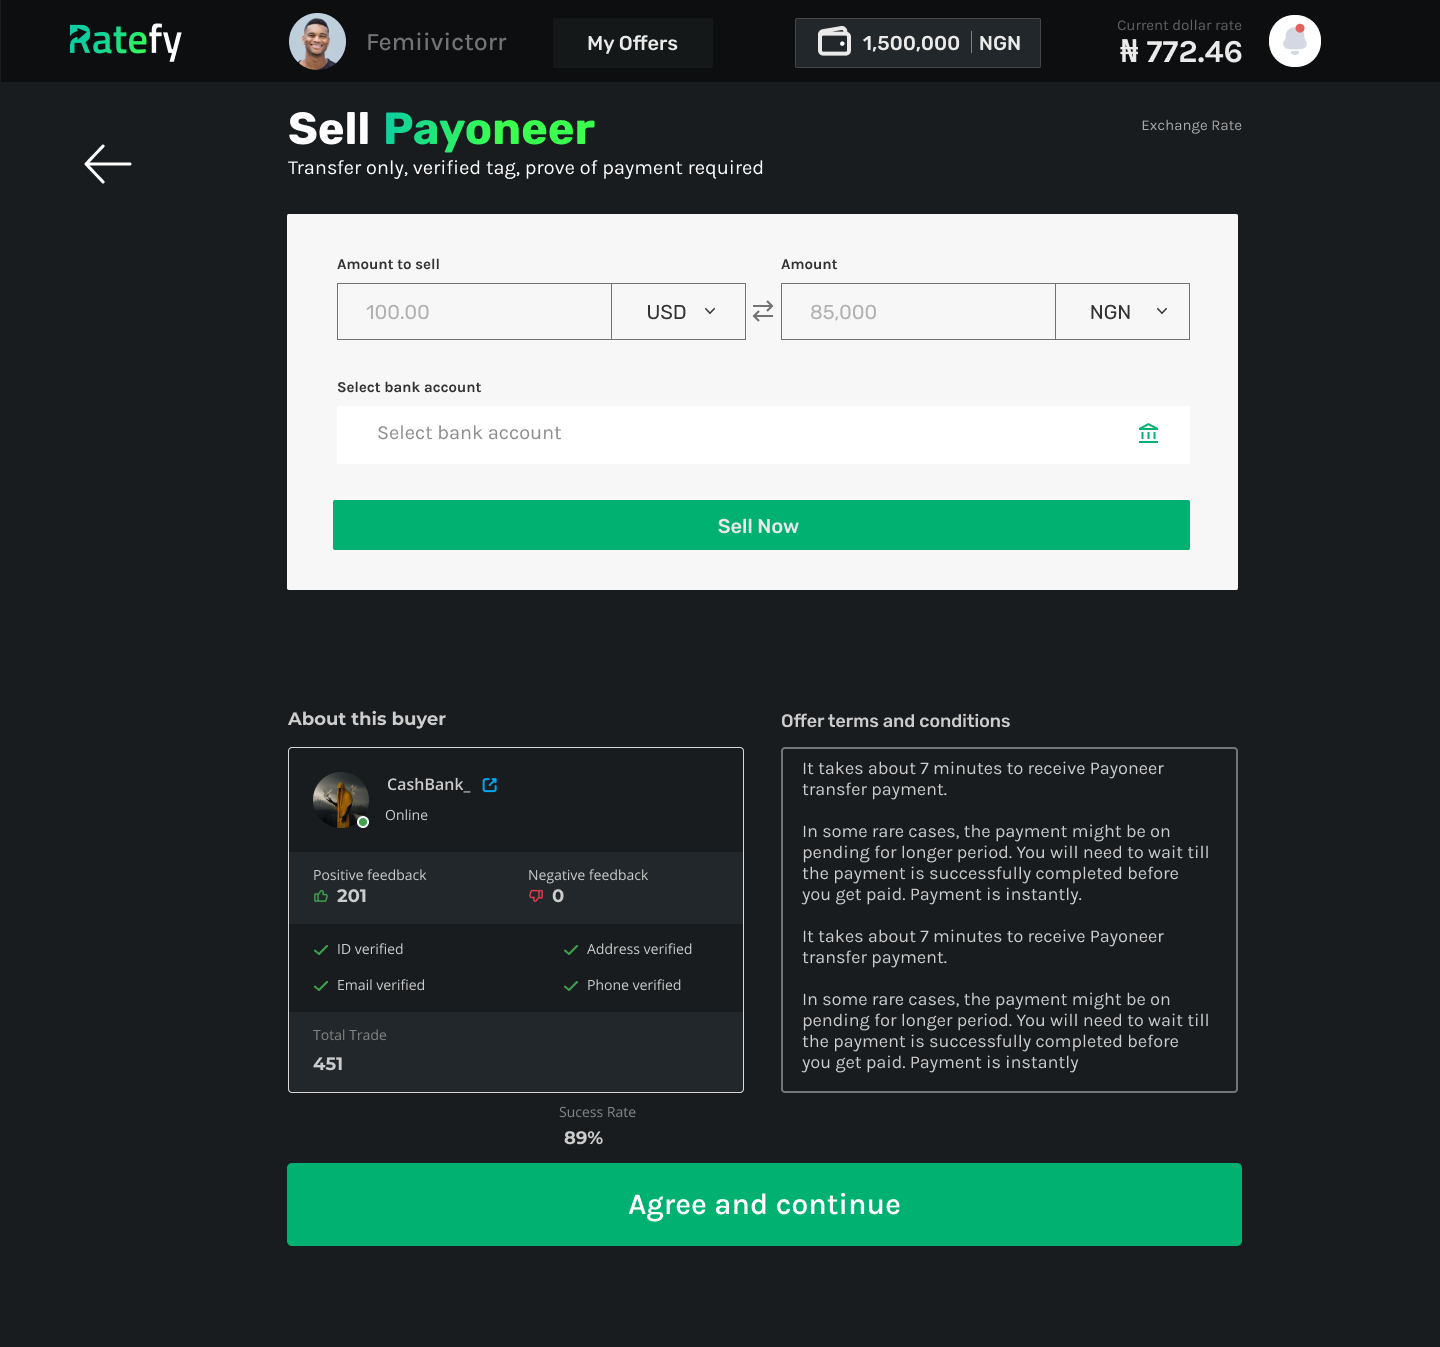 Ratefy
Femiivictorr
My Offers
1,500,000 | NGN
Current dollar rate
₦ 772.46
Sell Payoneer
Exchange Rate
Transfer only, verified tag, prove of payment required
Amount to sell
Amount
100.00
USD
85,000
NGN
Select bank account
Select bank account
Sell Now
About this buyer
CashBank_
Online
Positive feedback
Negative feedback
201
0
ID verified
Address verified
Email verified
Phone verified
Total Trade
451
Sucess Rate
89%
Offer terms and conditions
It takes about 7 minutes to receive Payoneer
transfer payment.
In some rare cases, the payment might be on
pending for longer period. You will need to wait till
the payment is successfully completed before
you get paid. Payment is instantly.
It takes about 7 minutes to receive Payoneer
transfer payment.
In some rare cases, the payment might be on
pending for longer period. You will need to wait till
the payment is successfully completed before
you get paid. Payment is instantly
Agree and continue